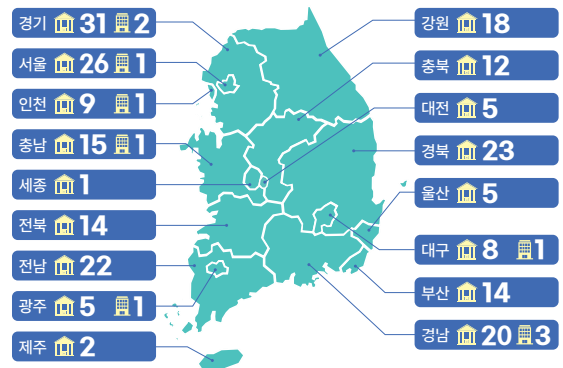 경기 31 2
서울 26 1
인천 9 1
충남 15 1
세종 1
전북 14
전남 22
광주 5 1
제주 2
강원 18
충북 12
대전 5
경북 23
울산 5
대구 8 1
부산 14
경남 20 3